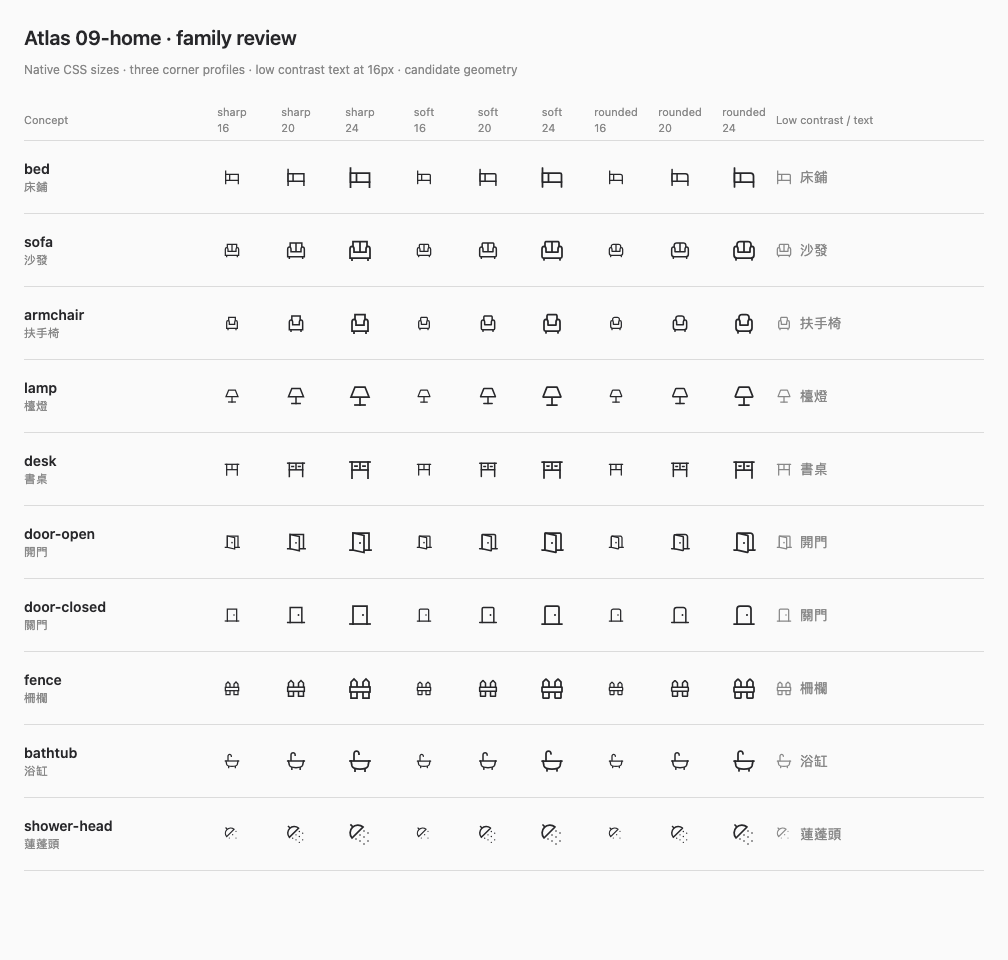 Atlas 09-home · family review
Native CSS sizes · three corner profiles · low contrast text at 16px · candidate geometry
Concept sharp 16 sharp 20 sharp 24 soft 16 soft 20 soft 24 rounded 16 rounded 20 rounded 24 Low contrast / text
bed
床鋪
床鋪
sofa
沙發
沙發
armchair
扶手椅
扶手椅
lamp
檯燈
檯燈
desk
書桌
書桌
door-open
開門
開門
door-closed
關門
關門
fence
柵欄
柵欄
bathtub
浴缸
浴缸
shower-head
蓮蓬頭
蓮蓬頭